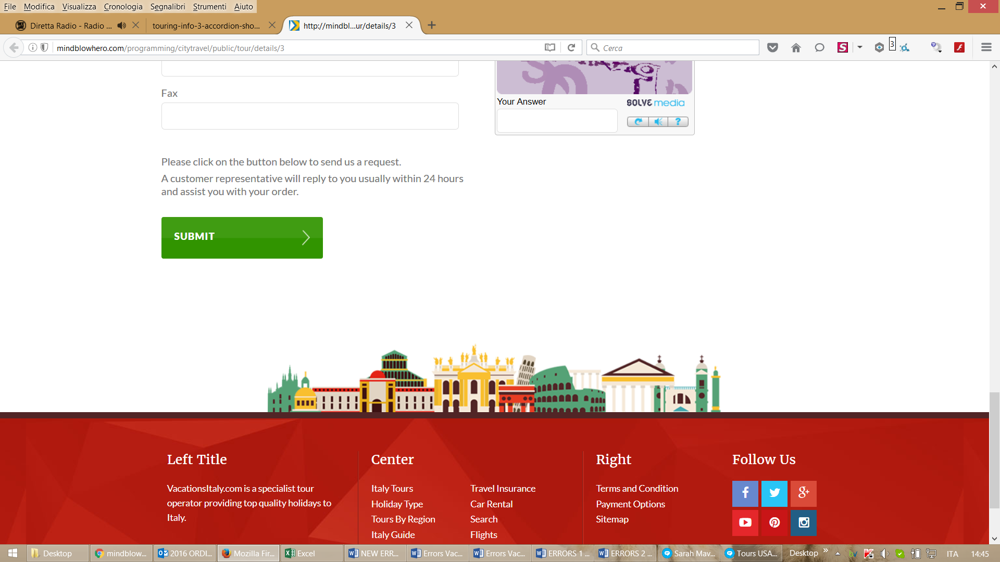 File Modifica Visualizza Cronologia Segnalibri Strumenti Aiuto
Diretta Radio - Radio ...
touring-info-3-accordion-sho...
http://mindbl...ur/details/3
mindblowhero.com/programming/citytravel/public/tour/details/3
Cerca
3
Fax
Your Answer
SOLVE media
Please click on the button below to send us a request.
A customer representative will reply to you usually within 24 hours
and assist you with your order.
SUBMIT
Left Title
VacationsItaly.com is a specialist tour
operator providing top quality holidays to
Italy.
Center
Italy Tours
Holiday Type
Tours By Region
Italy Guide
Travel Insurance
Car Rental
Search
Flights
Right
Terms and Condition
Payment Options
Sitemap
Follow Us
Desktop
mindblow...
2016 ORDI...
Mozilla Fir...
Excel
NEW ERR...
Errors Vac...
Errors Vac...
ERRORS 1 ...
ERRORS 2 ...
Sarah Mav...
Tours USA...
Desktop
ITA
14:45